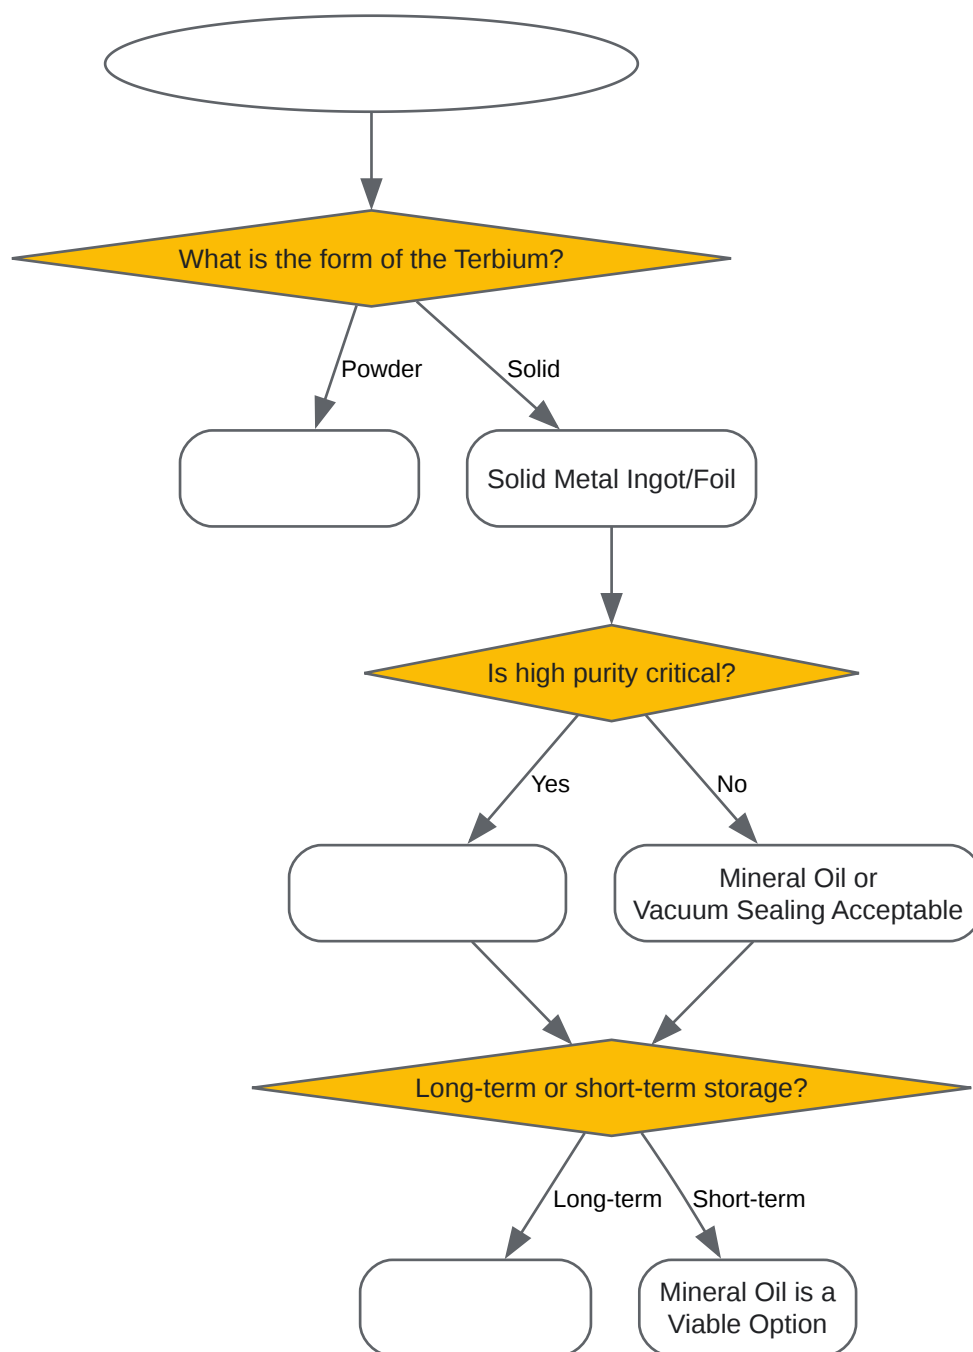 What is the form of the Terbium?
Powder
Solid
Solid Metal Ingot/Foil
Is high purity critical?
Yes
No
Mineral Oil or
Vacuum Sealing Acceptable
Long-term or short-term storage?
Long-term
Short-term
Mineral Oil is a
Viable Option